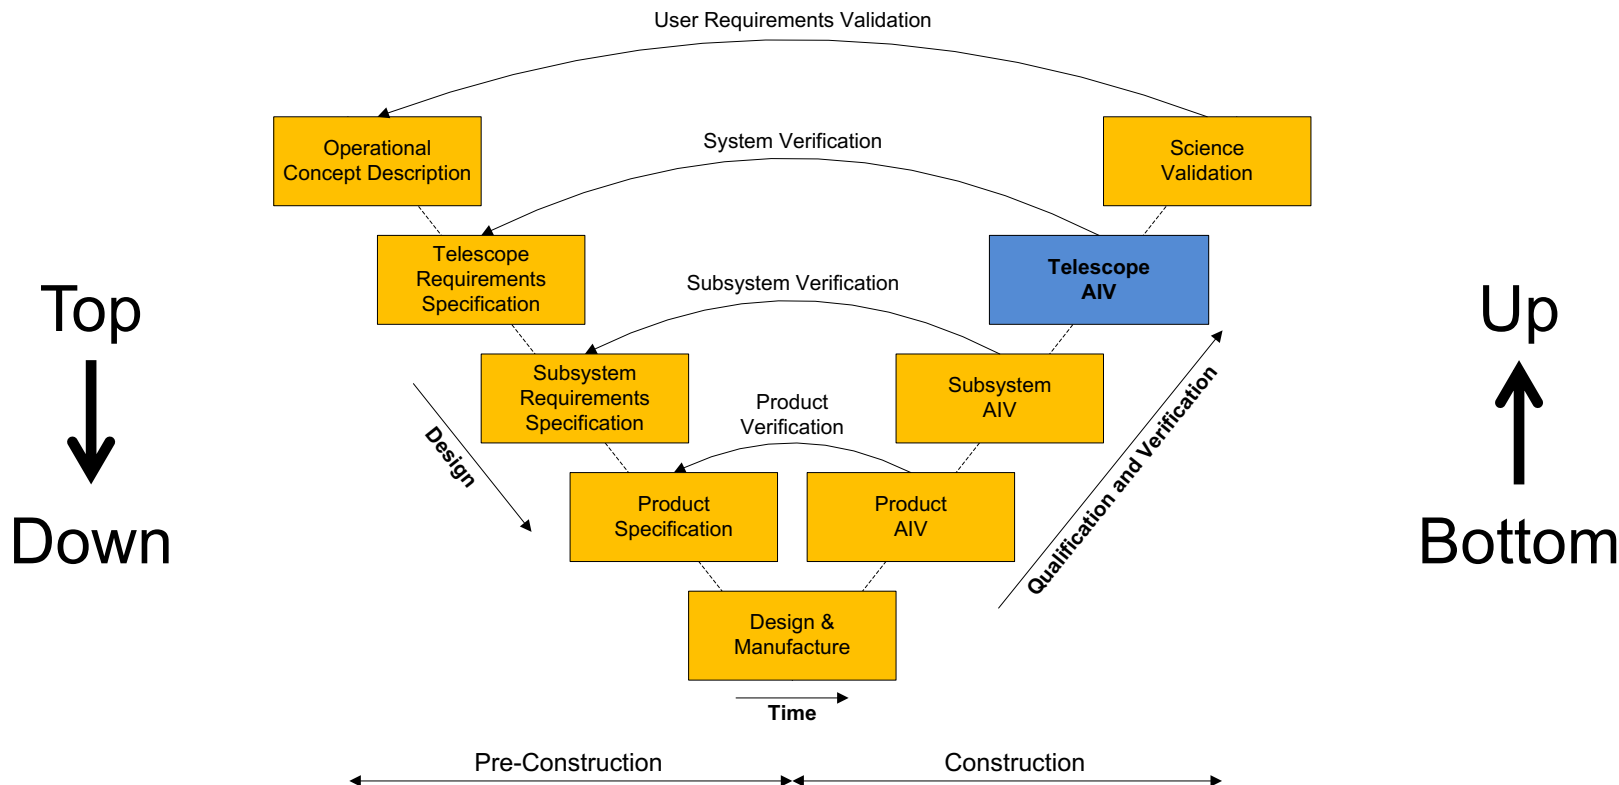 User Requirements Validation
Operational
Concept Description
System Verification
Science
Validation
Telescope
Requirements
Specification
Telescope
AIV
Subsystem Verification
Top
Down
Up
Bottom
Subsystem
Requirements
Specification
Subsystem
AIV
Design
Product
Verification
Qualification and Verification
Product
Specification
Product
AIV
Design &
Manufacture
Time
Pre-Construction
Construction